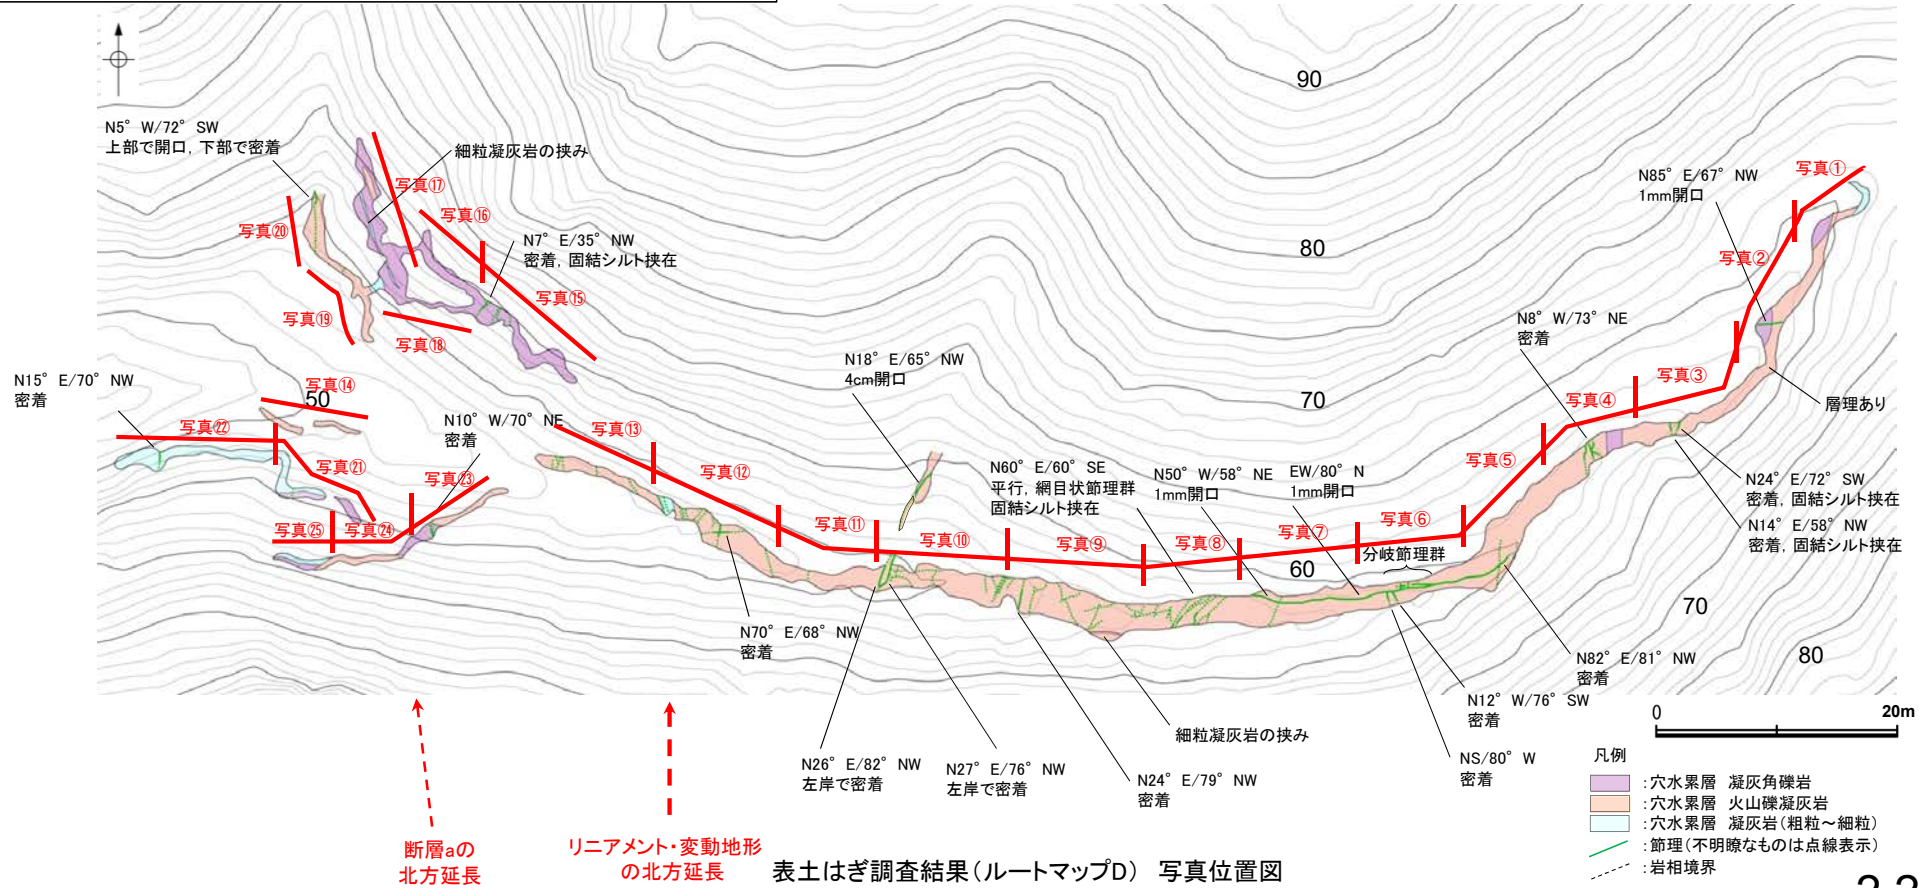 90
N5° W/72° SW
上部で開口, 下部で密着
細粒凝灰岩の挟み
写真⑰
写真⑯
写真⑳
N7° E/35° NW
密着, 固結シルト挟在
写真⑮
写真⑲
写真⑱
写真①
N85° E/67° NW
1mm開口
写真②
80
N8° W/73° NE
密着
N18° E/65° NW
4cm開口
写真③
写真④
70
層理あり
N15° E/70° NW
密着
写真⑭
50
写真㉒
N10° W/70° NE
密着
写真⑬
写真⑫
写真㉑
写真㉓
写真⑤
N60° E/60° SE
平行, 網目状節理群
固結シルト挟在
N50° W/58° NE
1mm開口
EW/80° N
1mm開口
N24° E/72° SW
密着, 固結シルト挟在
N14° E/58° NW
密着, 固結シルト挟在
写真㉕
写真㉔
写真⑪
写真⑩
写真⑨
写真⑧
写真⑦
写真⑥
分岐節理群
60
70
80
N70° E/68° NW
密着
N82° E/81° NW
密着
N12° W/76° SW
密着
細粒凝灰岩の挟み
NS/80° W
密着
N26° E/82° NW
左岸で密着
N27° E/76° NW
左岸で密着
N24° E/79° NW
密着
0
20m
凡例
:穴水累層 凝灰角礫岩
:穴水累層 火山礫凝灰岩
:穴水累層 凝灰岩(粗粒～細粒)
:節理(不明瞭なものは点線表示)
:岩相境界
断層aの
北方延長
リニアメント・変動地形
の北方延長
表土はぎ調査結果(ルートマップD) 写真位置図